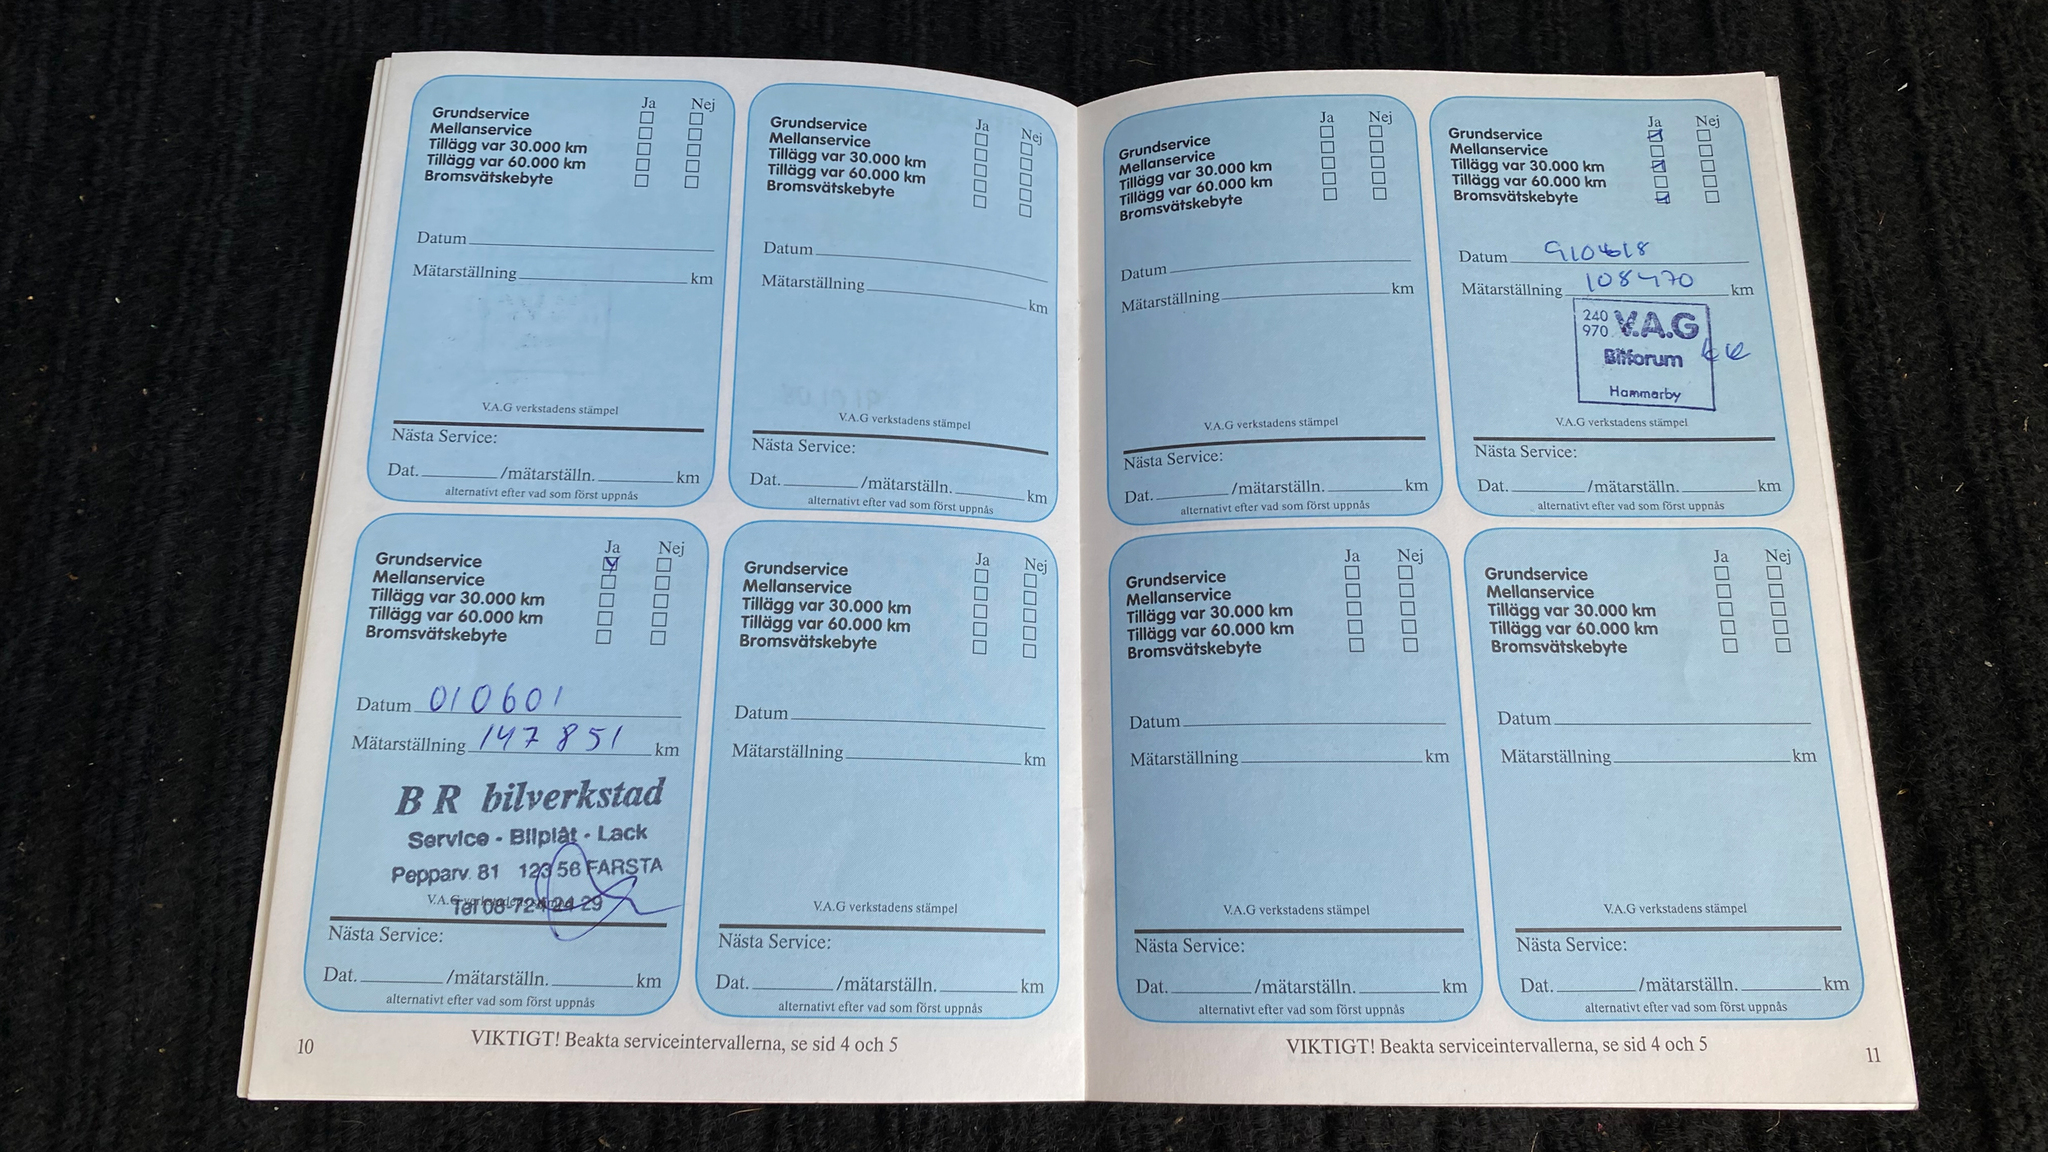 Ja Nej
Grundservice
Mellanservice
Tillägg var 30.000 km
Tillägg var 60.000 km
Bromsvätskebyte
Datum
Mätarställning km
V.A.G verkstadens stämpel
Nästa Service:
Dat. /mätarställn. km
alternativt efter vad som först uppnås
Ja Nej
Grundservice
Mellanservice
Tillägg var 30.000 km
Tillägg var 60.000 km
Bromsvätskebyte
Datum
Mätarställning km
V.A.G verkstadens stämpel
Nästa Service:
Dat. /mätarställn. km
alternativt efter vad som först uppnås
Ja Nej
Grundservice
Mellanservice
Tillägg var 30.000 km
Tillägg var 60.000 km
Bromsvätskebyte
Datum 010601
Mätarställning 147851 km
BR bilverkstad
Service - Bilplåt - Lack
Pepparv. 81 123 56 FARSTA
V.A.G verkstadens stämpel
Tel 08-724 24 29
Nästa Service:
Dat. /mätarställn. km
alternativt efter vad som först uppnås
Ja Nej
Grundservice
Mellanservice
Tillägg var 30.000 km
Tillägg var 60.000 km
Bromsvätskebyte
Datum
Mätarställning km
V.A.G verkstadens stämpel
Nästa Service:
Dat. /mätarställn. km
alternativt efter vad som först uppnås
10
VIKTIGT! Beakta serviceintervallerna, se sid 4 och 5
Ja Nej
Grundservice
Mellanservice
Tillägg var 30.000 km
Tillägg var 60.000 km
Bromsvätskebyte
Datum
Mätarställning km
V.A.G verkstadens stämpel
Nästa Service:
Dat. /mätarställn. km
alternativt efter vad som först uppnås
Ja Nej
Grundservice
Mellanservice
Tillägg var 30.000 km
Tillägg var 60.000 km
Bromsvätskebyte
Datum
Mätarställning 108470 km
240 V.A.G
970
Bilforum
Hammarby
V.A.G verkstadens stämpel
Nästa Service:
Dat. /mätarställn. km
alternativt efter vad som först uppnås
Ja Nej
Grundservice
Mellanservice
Tillägg var 30.000 km
Tillägg var 60.000 km
Bromsvätskebyte
Datum
Mätarställning km
V.A.G verkstadens stämpel
Nästa Service:
Dat. /mätarställn. km
alternativt efter vad som först uppnås
Ja Nej
Grundservice
Mellanservice
Tillägg var 30.000 km
Tillägg var 60.000 km
Bromsvätskebyte
Datum
Mätarställning km
V.A.G verkstadens stämpel
Nästa Service:
Dat. /mätarställn. km
alternativt efter vad som först uppnås
VIKTIGT! Beakta serviceintervallerna, se sid 4 och 5
11